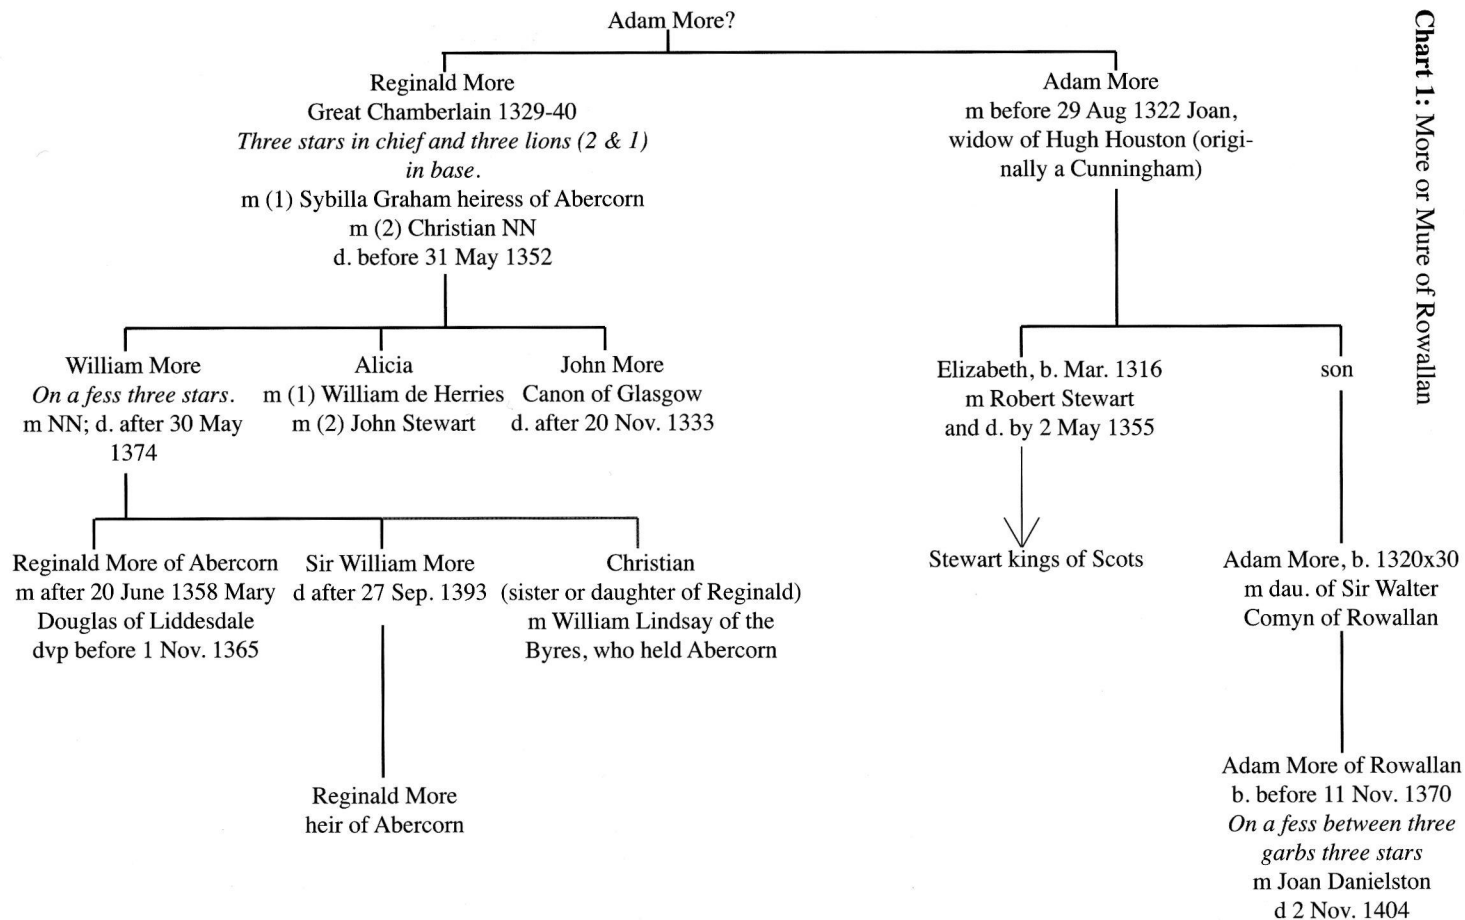 Chart 1: More or Mure of Rowallan
Adam More?
Reginald More
Great Chamberlain 1329-40
Three stars in chief and three lions (2 & 1)
in base.
m (1) Sybilla Graham heiress of Abercorn
m (2) Christian NN
d. before 31 May 1352
Adam More
m before 29 Aug 1322 Joan,
widow of Hugh Houston (origi-
nally a Cunningham)
William More
On a fess three stars.
m NN; d. after 30 May
1374
Alicia
m (1) William de Herries
m (2) John Stewart
John More
Canon of Glasgow
d. after 20 Nov. 1333
Elizabeth, b. Mar. 1316
m Robert Stewart
and d. by 2 May 1355
son
Reginald More of Abercorn
m after 20 June 1358 Mary
Douglas of Liddesdale
dvp before 1 Nov. 1365
Sir William More
d after 27 Sep. 1393
Christian
(sister or daughter of Reginald)
m William Lindsay of the
Byres, who held Abercorn
Stewart kings of Scots
Adam More, b. 1320x30
m dau. of Sir Walter
Comyn of Rowallan
Reginald More
heir of Abercorn
Adam More of Rowallan
b. before 11 Nov. 1370
On a fess between three
garbs three stars
m Joan Danielston
d 2 Nov. 1404